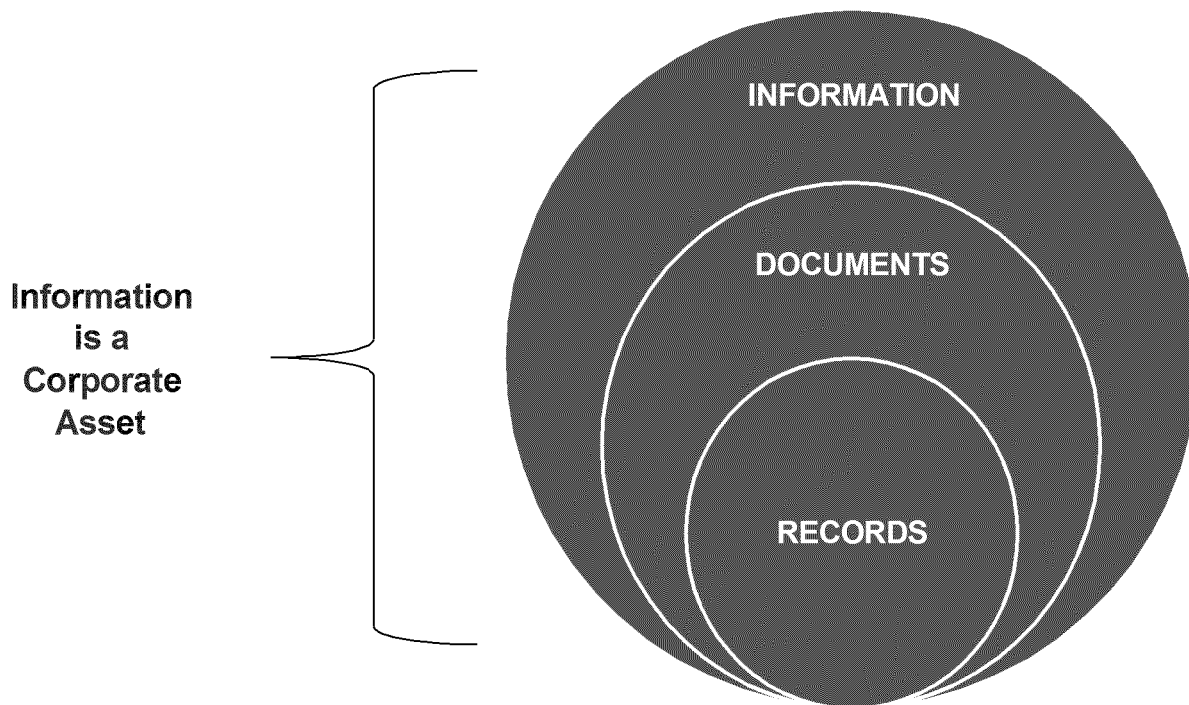 Information
is a
Corporate
Asset
INFORMATION
DOCUMENTS
RECORDS